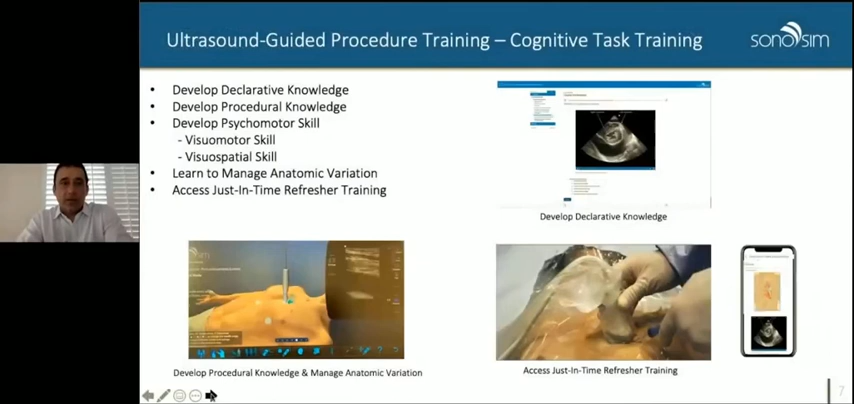 Ultrasound-Guided Procedure Training – Cognitive Task Training
sonosim
• Develop Declarative Knowledge
• Develop Procedural Knowledge
• Develop Psychomotor Skill
- Visuomotor Skill
- Visuospatial Skill
• Learn to Manage Anatomic Variation
• Access Just-In-Time Refresher Training
Develop Declarative Knowledge
Develop Procedural Knowledge & Manage Anatomic Variation
Access Just-In-Time Refresher Training
7